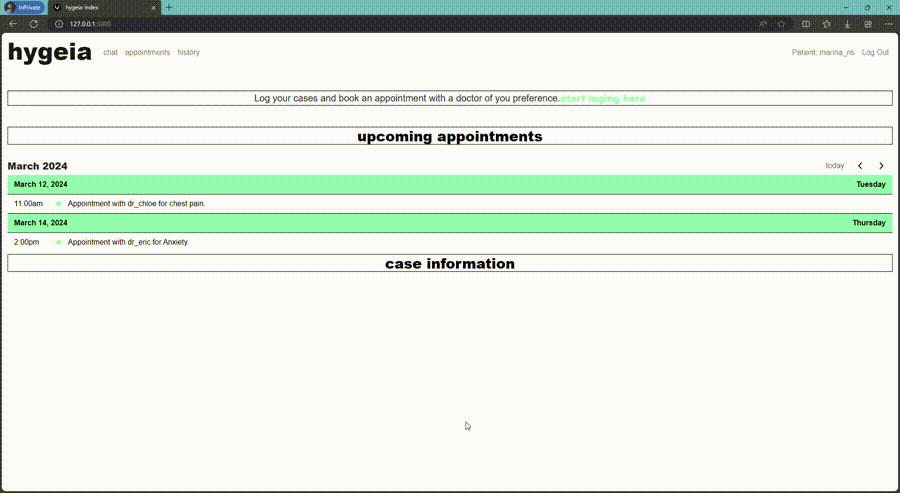 InPrivate
hygeia: index
127.0.0.1:5000
hygeia chat appointments history Patient: marina_ns Log Out
Log your cases and book an appointment with a doctor of you preference.start loging here
upcoming appointments
March 2024 today
March 12, 2024 Tuesday
11:00am Appointment with dr_chloe for chest pain.
March 14, 2024 Thursday
2:00pm Appointment with dr_eric for Anxiety.
case information